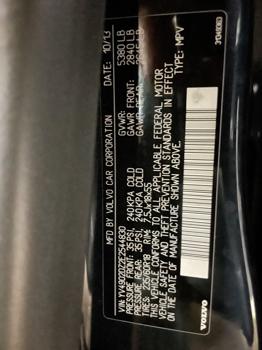 MFD BY VOLVO CAR CORPORATION
DATE: 10/13
GVWR: 5380 LB
GAWR FRONT: 2840 LB
GAWR REAR:
PRESSURE FRONT: 35PSI, 240KPA COLD
PRESSURE REAR: 35PSI, 240KPA COLD
TIRES: 235/60R18 RIM: 7.5Jx18x55
THIS VEHICLE CONFORMS TO ALL APPLICABLE FEDERAL MOTOR
VEHICLE SAFETY AND THEFT PREVENTION STANDARDS IN EFFECT
ON THE DATE OF MANUFACTURE SHOWN ABOVE.
TYPE: MPV
VOLVO